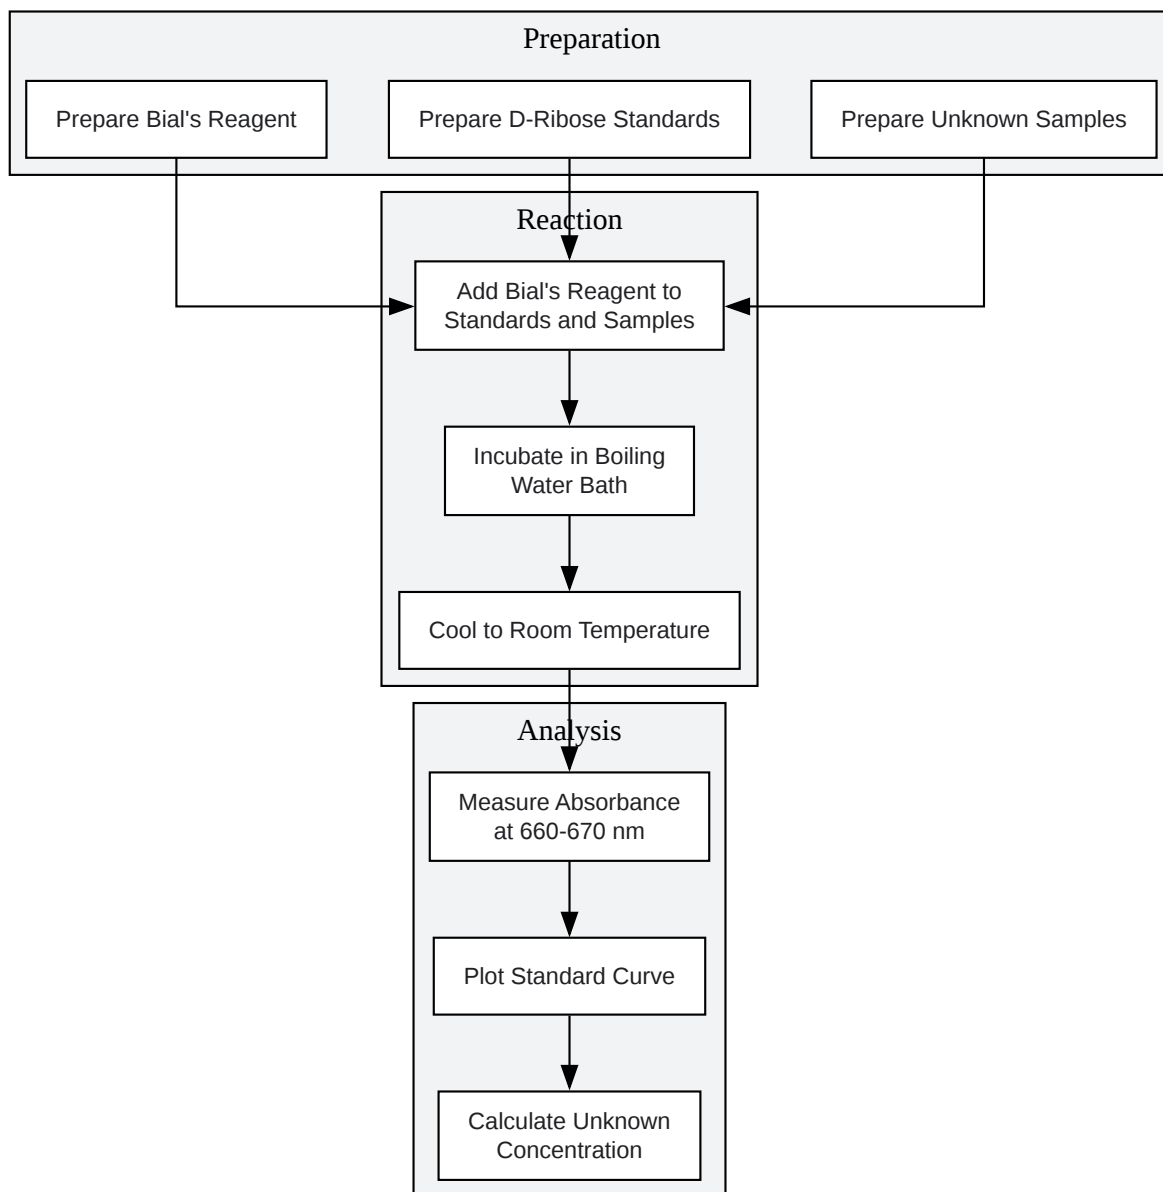 Preparation
Prepare Bial's Reagent
Prepare D-Ribose Standards
Prepare Unknown Samples
Reaction
Add Bial's Reagent to
Standards and Samples
Incubate in Boiling
Water Bath
Cool to Room Temperature
Analysis
Measure Absorbance
at 660-670 nm
Plot Standard Curve
Calculate Unknown
Concentration